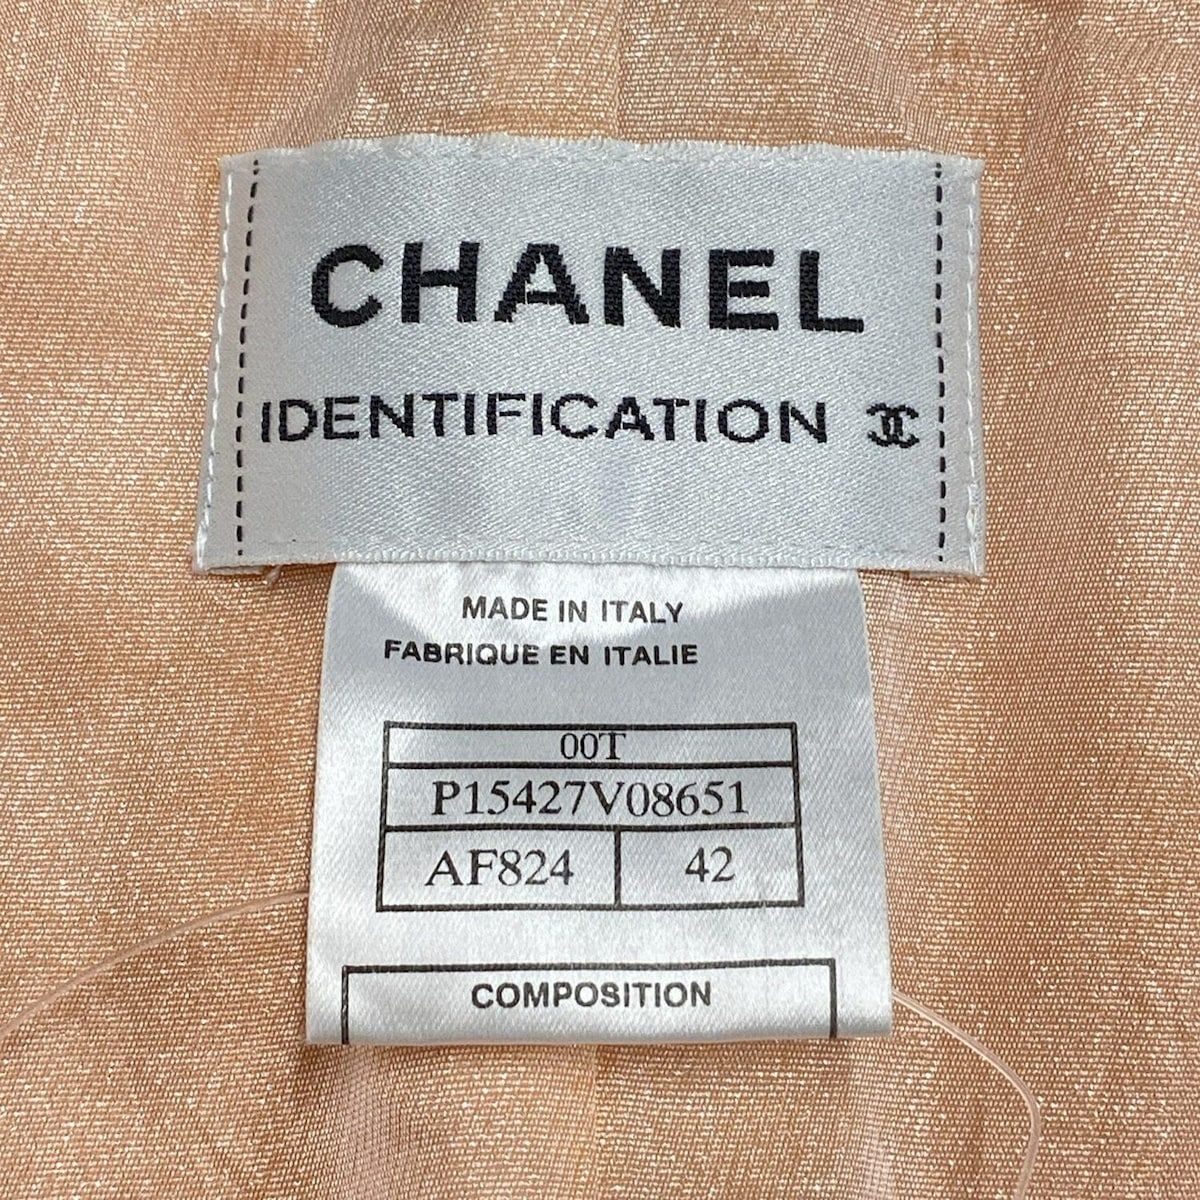 CHANEL
IDENTIFICATION
MADE IN ITALY
FABRIQUE EN ITALIE
00T
P15427V08651
AF824 42
COMPOSITION